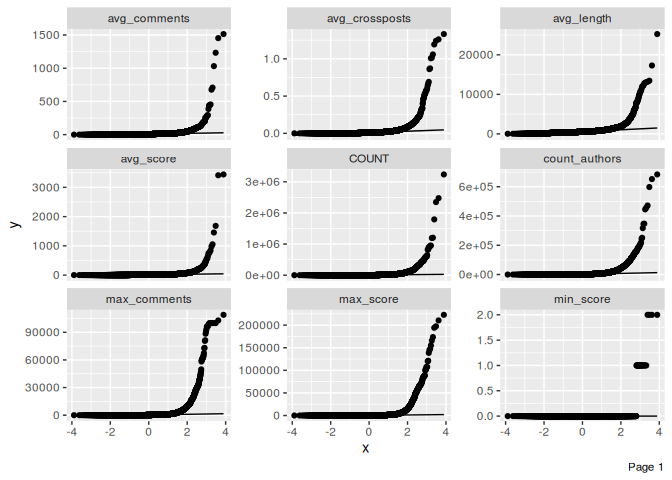 avg_comments avg_crossposts avg_length
1500
1000
500
0
1.0
0.5
0.0
20000
10000
0
avg_score COUNT count_authors
3000
2000
1000
0
3e+06
2e+06
1e+06
0e+00
6e+05
4e+05
2e+05
0e+00
y
max_comments max_score min_score
90000
60000
30000
0
200000
150000
100000
50000
0
2.0
1.5
1.0
0.5
0.0
-4 -2 0 2 4 -4 -2 0 2 4 -4 -2 0 2 4
x
Page 1